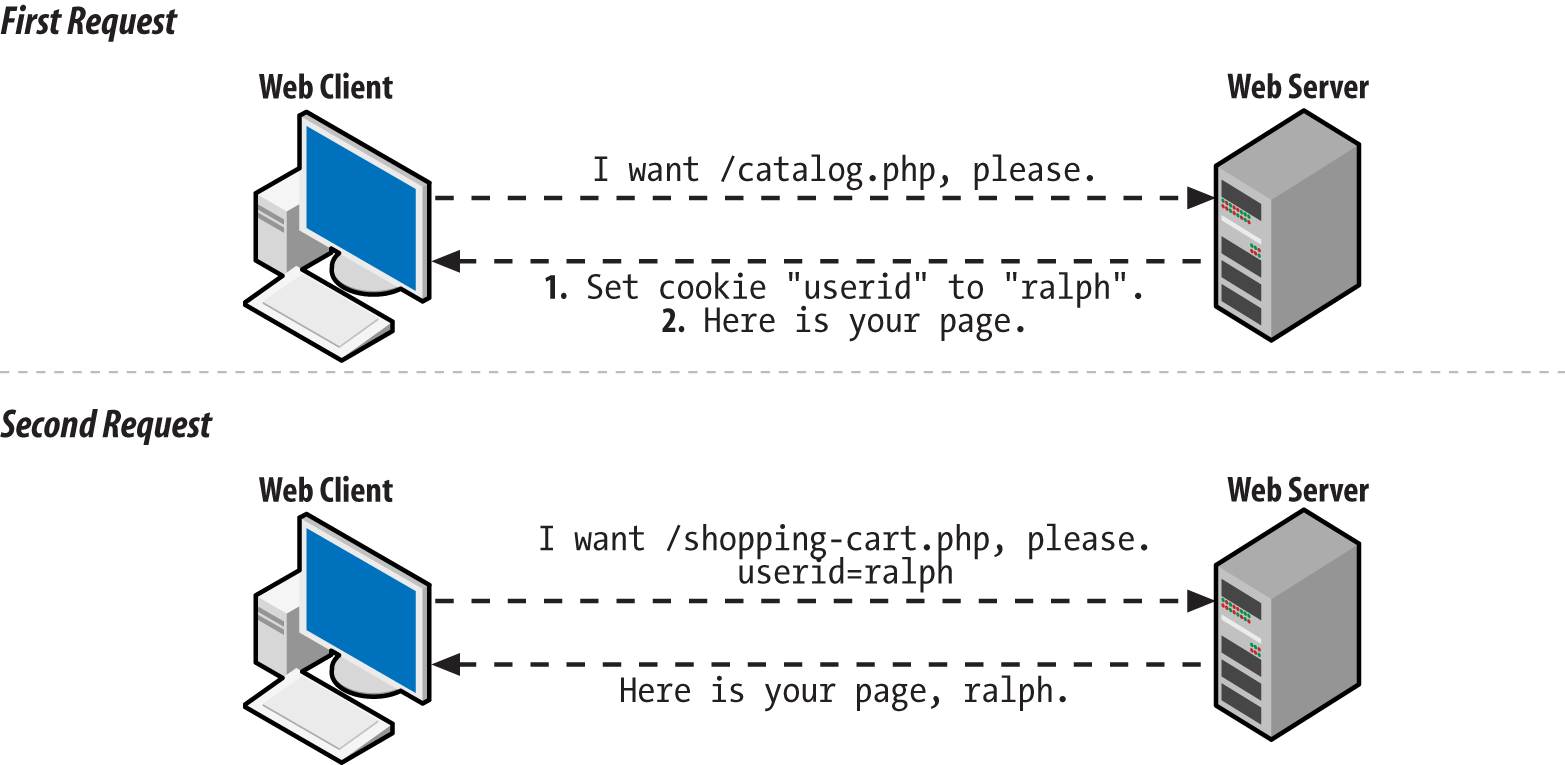 First Request
Web Client
Web Server
I want /catalog.php, please.
1. Set cookie "userid" to "ralph".
2. Here is your page.
Second Request
Web Client
Web Server
I want /shopping-cart.php, please.
userid=ralph
Here is your page, ralph.